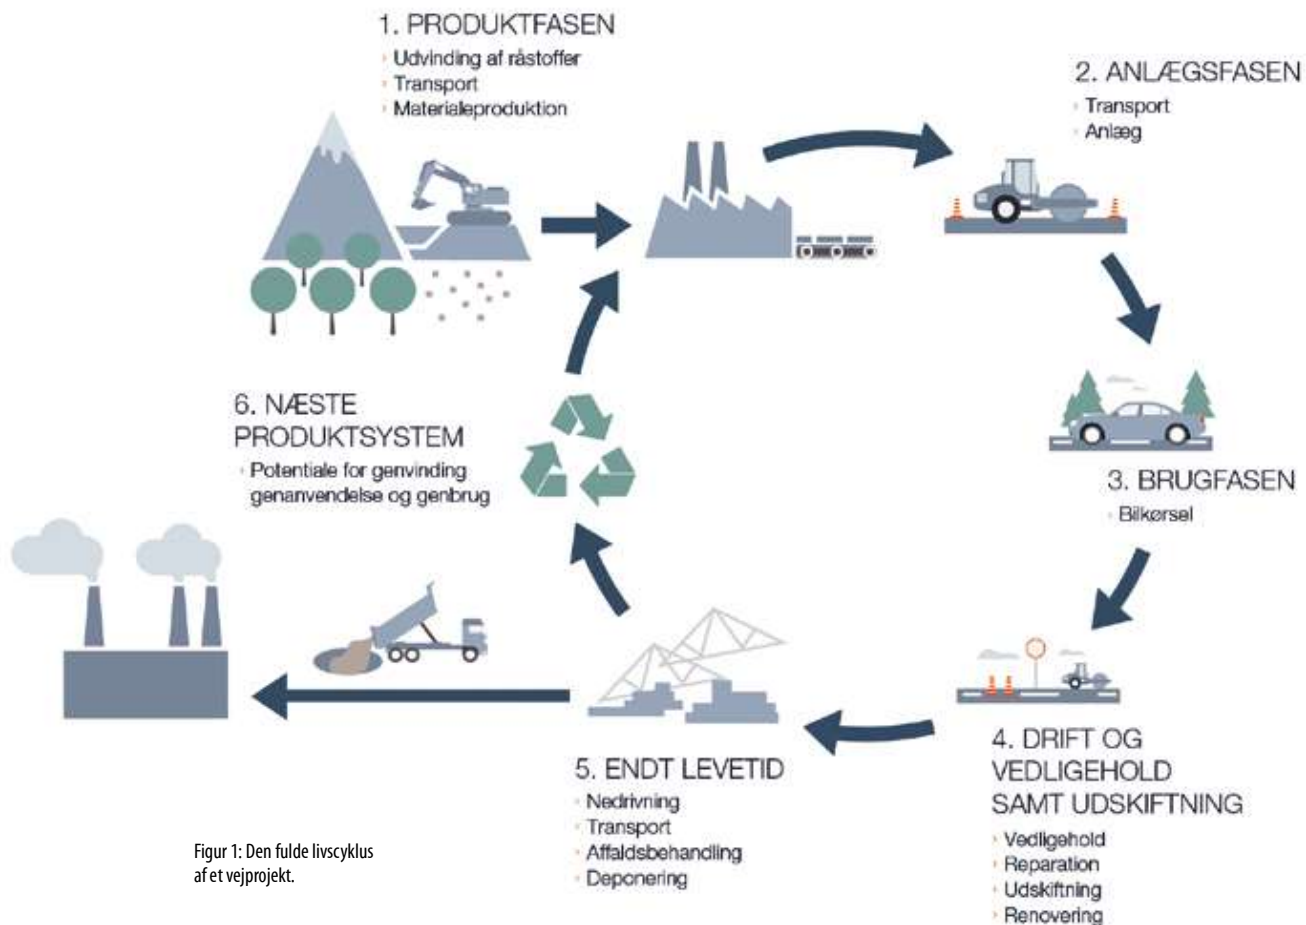 1. PRODUKTFASEN
Udvinding af råstoffer
Transport
Materialeproduktion
2. ANLÆGSFASEN
Transport
Anlæg
3. BRUGFASEN
Bilkørsel
4. DRIFT OG
VEDLIGEHOLD
SAMT UDSKIFTNING
Vedligehold
Reparation
Udskiftning
Renovering
5. ENDT LEVETID
Nedrivning
Transport
Affaldsbehandling
Deponering
6. NÆSTE
PRODUKTSYSTEM
Potentiale for genvinding
genanvendelse og genbrug
Figur 1: Den fulde livscyklus
af et vejprojekt.